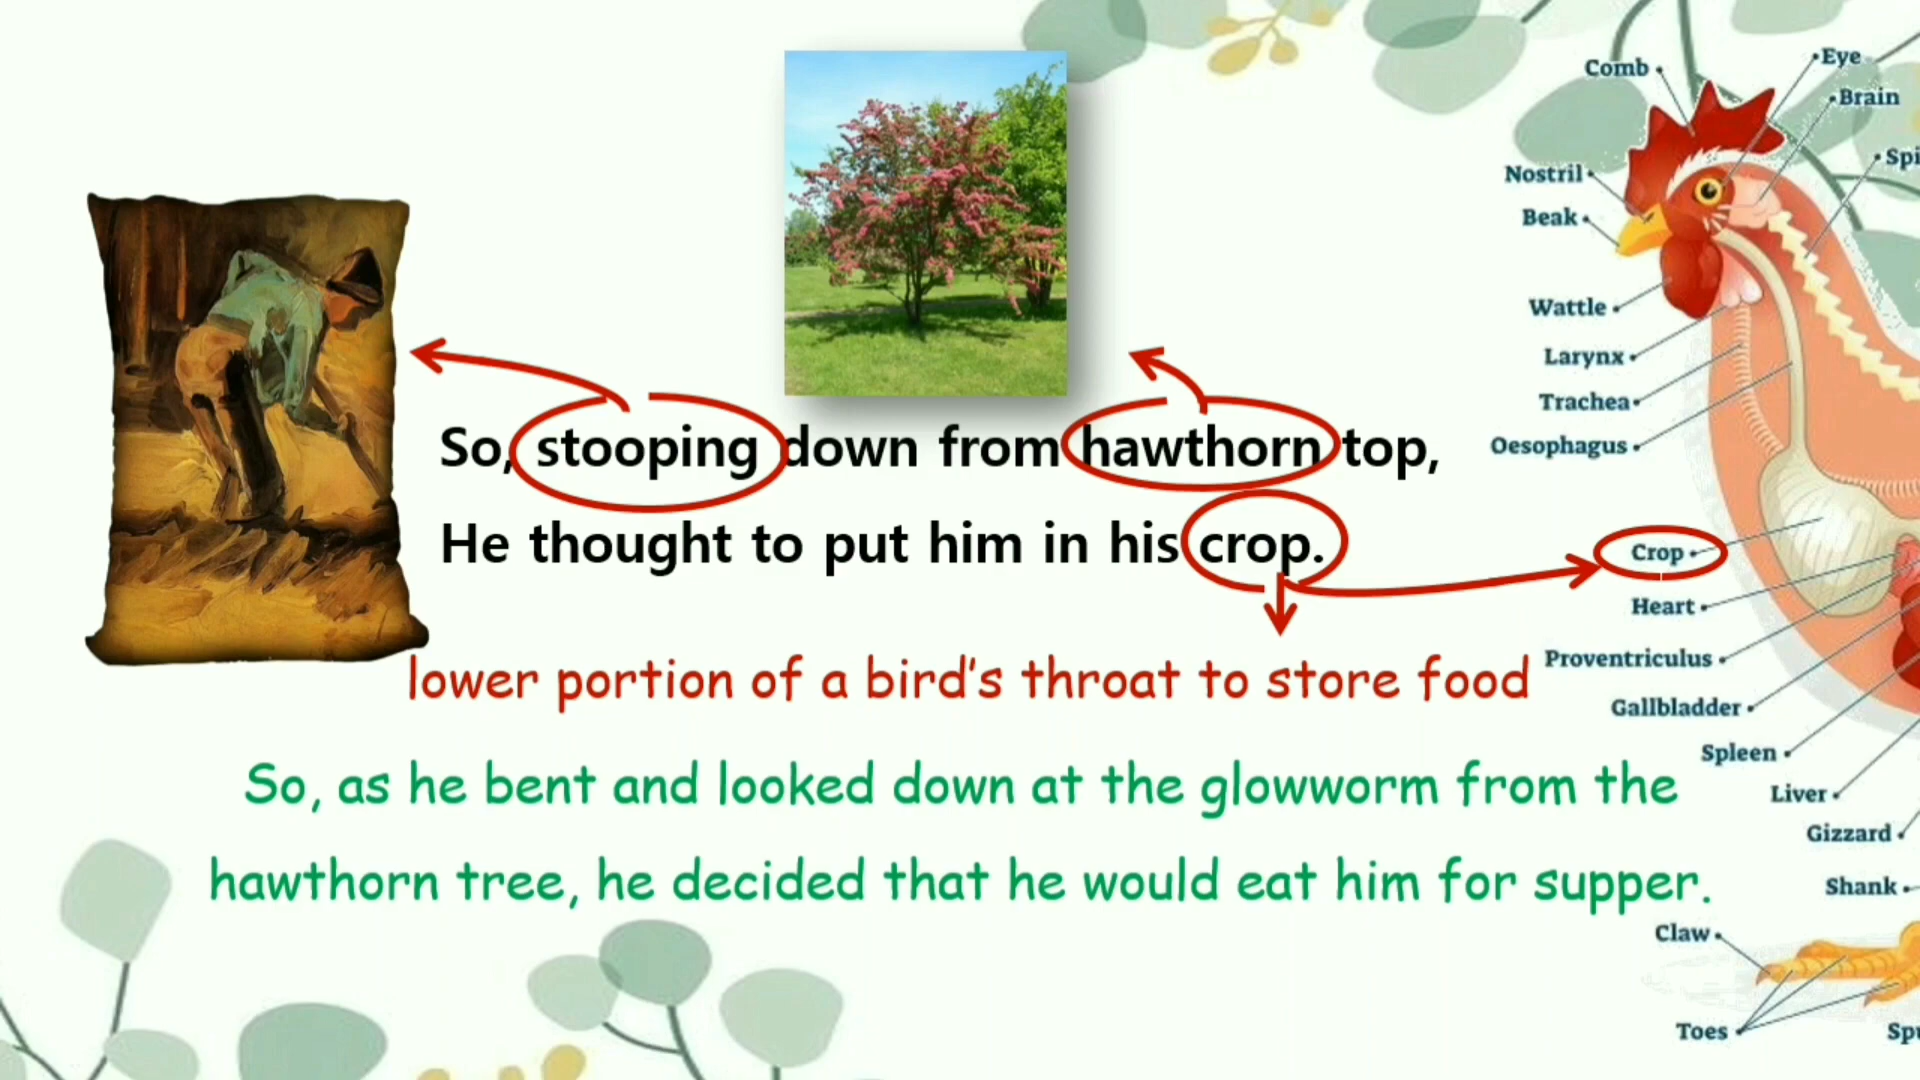 Comb
Eye
Brain
Nostril
Beak
Wattle
Larynx
Trachea
Oesophagus
So, stooping down from hawthorn top,
He thought to put him in his crop.
Crop
Heart
lower portion of a bird's throat to store food
Proventriculus
Gallbladder
Spleen
So, as he bent and looked down at the glowworm from the
Liver
Gizzard
hawthorn tree, he decided that he would eat him for supper.
Shank
Claw
Toes